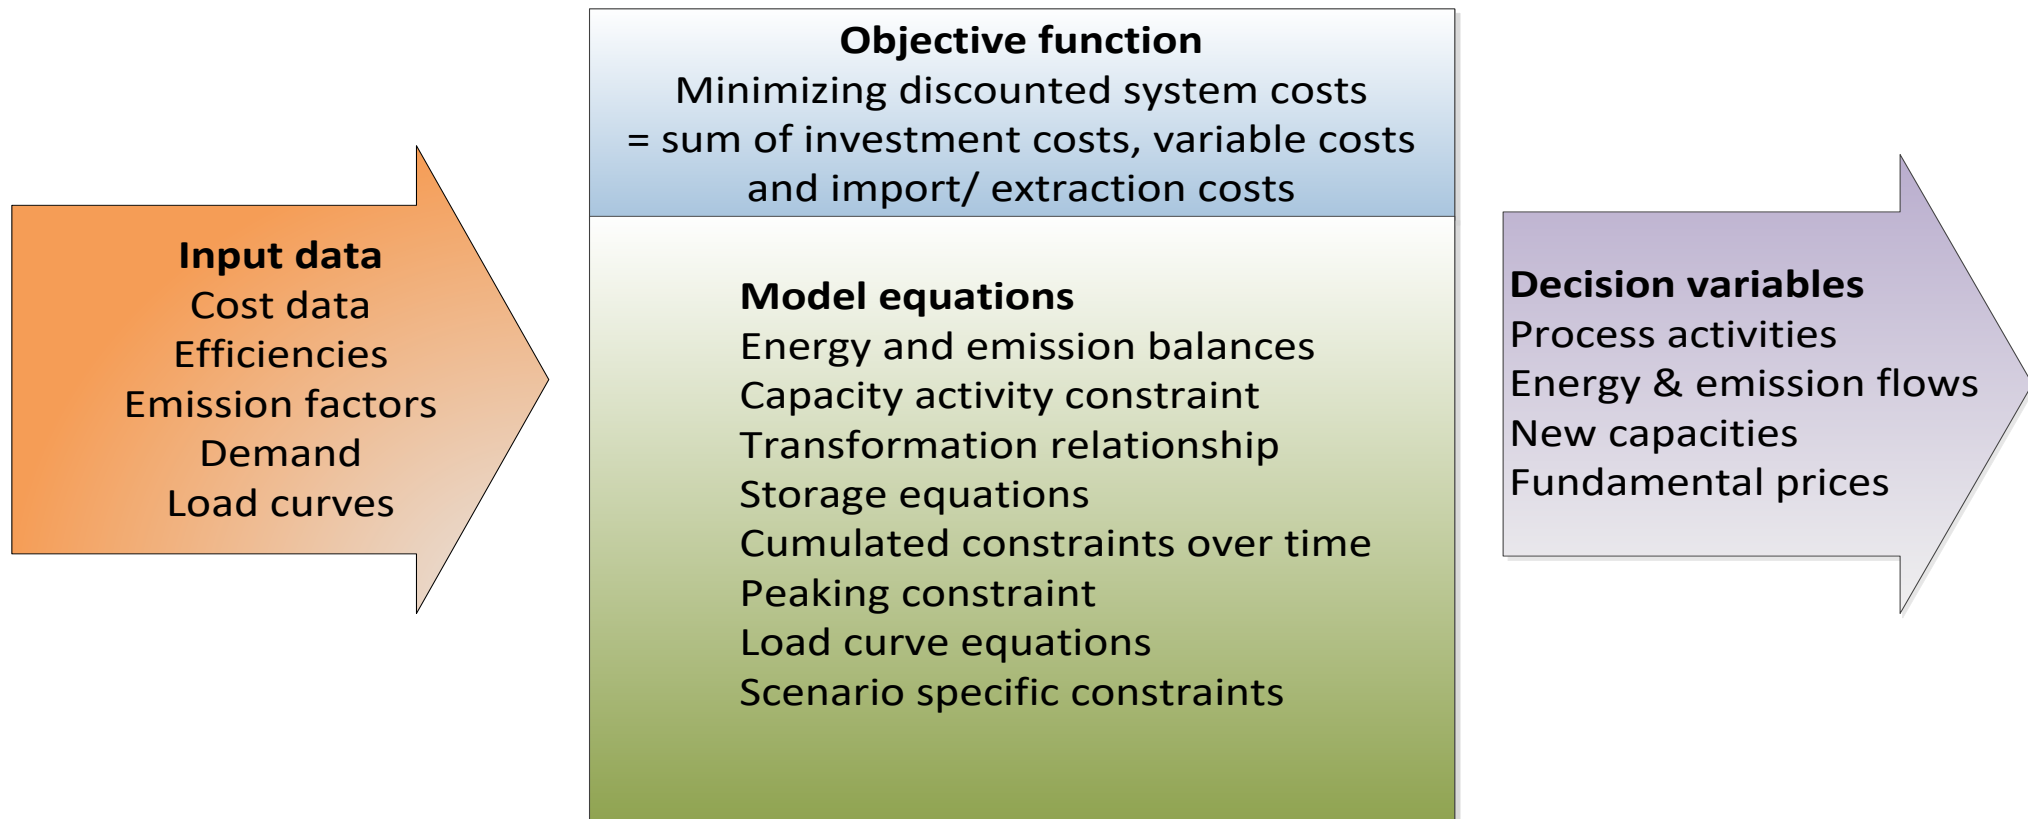 Input data
Cost data
Efficiencies
Emission factors
Demand
Load curves
Objective function
Minimizing discounted system costs
= sum of investment costs, variable costs
and import/ extraction costs
Model equations
Energy and emission balances
Capacity activity constraint
Transformation relationship
Storage equations
Cumulated constraints over time
Peaking constraint
Load curve equations
Scenario specific constraints
Decision variables
Process activities
Energy & emission flows
New capacities
Fundamental prices